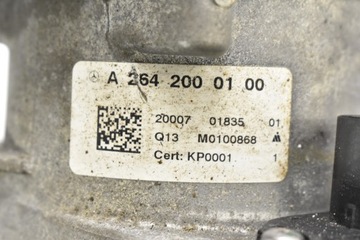 A 264 200 01 00
20007 01835 01
Q13 M0100868
Cert: KP0001 1